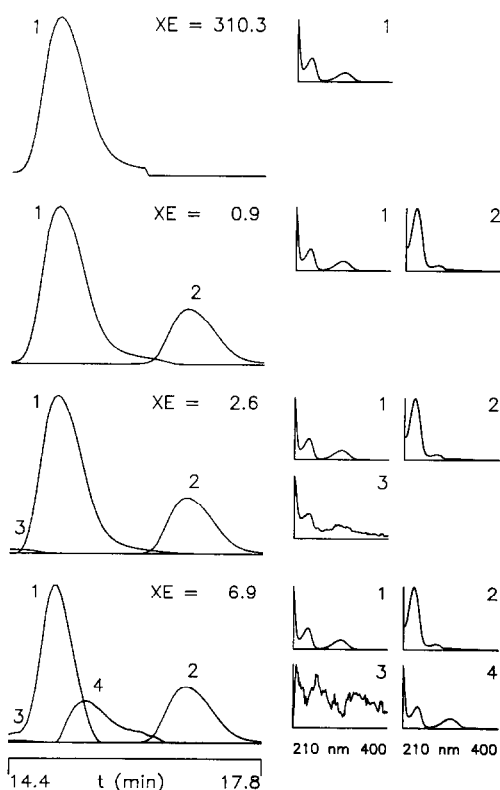 1 XE = 310.3 1
1 XE = 0.9 1 2
2
1 XE = 2.6 1 2
3 2 3
1 XE = 6.9 1 2
4 2
3 3 4
14.4 t (min) 17.8
210 nm 400 210 nm 400